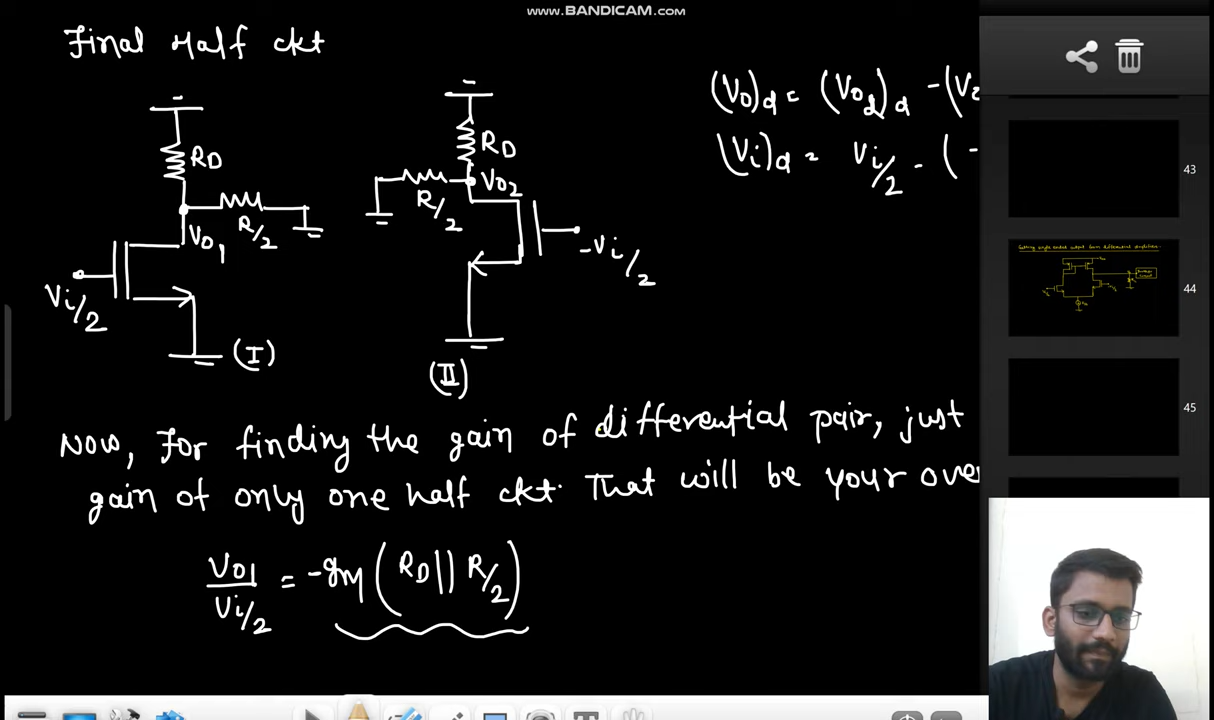 www.BANDICAM.com
Final Half ckt
RD
RD
R/2
R/2
VO2
VO1
Vi/2
-Vi/2
(I)
(II)
(Vo)d = (VOd)d - (V
(Vi)d = Vi/2 - (-
Now, For finding the gain of differential pair, just
gain of only one half ckt. That will be your over
VO1/Vi/2 = -gm (RD||R/2)
43
44
45